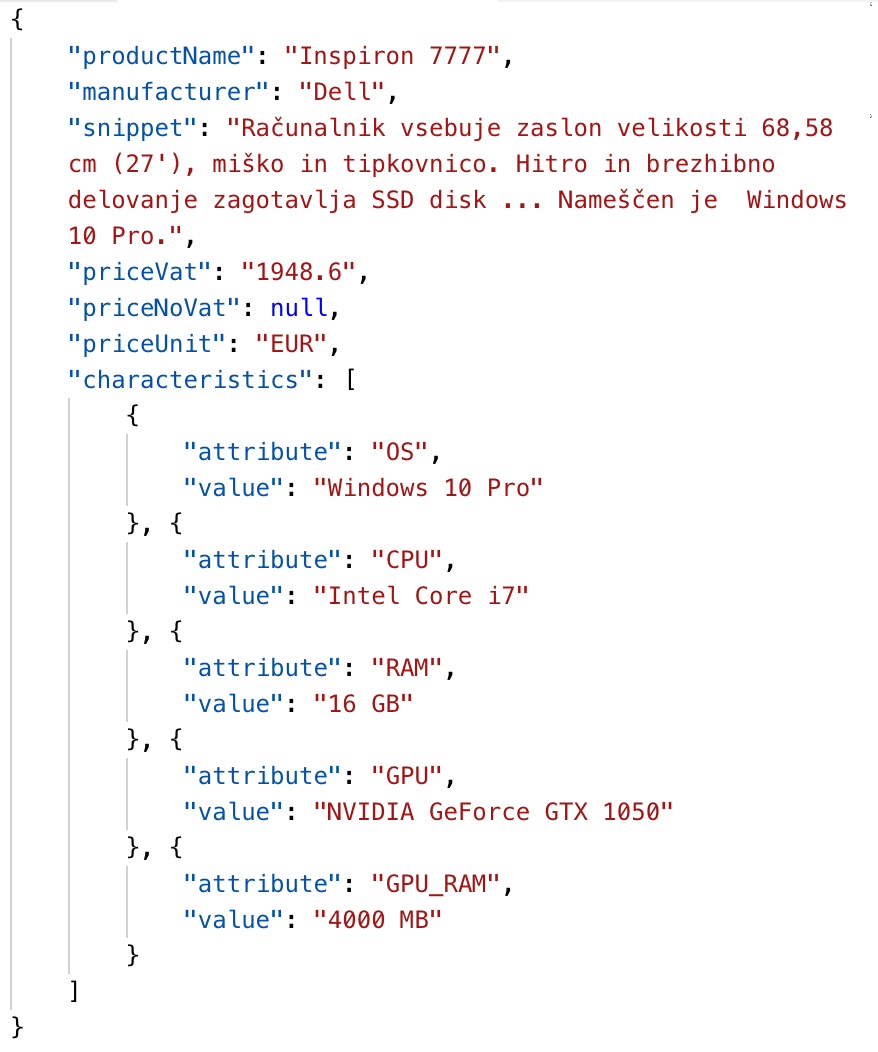 {
    "productName": "Inspiron 7777",
    "manufacturer": "Dell",
    "snippet": "Računalnik vsebuje zaslon velikosti 68,58
    cm (27'), miško in tipkovnico. Hitro in brezhibno
    delovanje zagotavlja SSD disk ... Nameščen je  Windows
    10 Pro.",
    "priceVat": "1948.6",
    "priceNoVat": null,
    "priceUnit": "EUR",
    "characteristics": [
        {
            "attribute": "OS",
            "value": "Windows 10 Pro"
        }, {
            "attribute": "CPU",
            "value": "Intel Core i7"
        }, {
            "attribute": "RAM",
            "value": "16 GB"
        }, {
            "attribute": "GPU",
            "value": "NVIDIA GeForce GTX 1050"
        }, {
            "attribute": "GPU_RAM",
            "value": "4000 MB"
        }
    ]
}